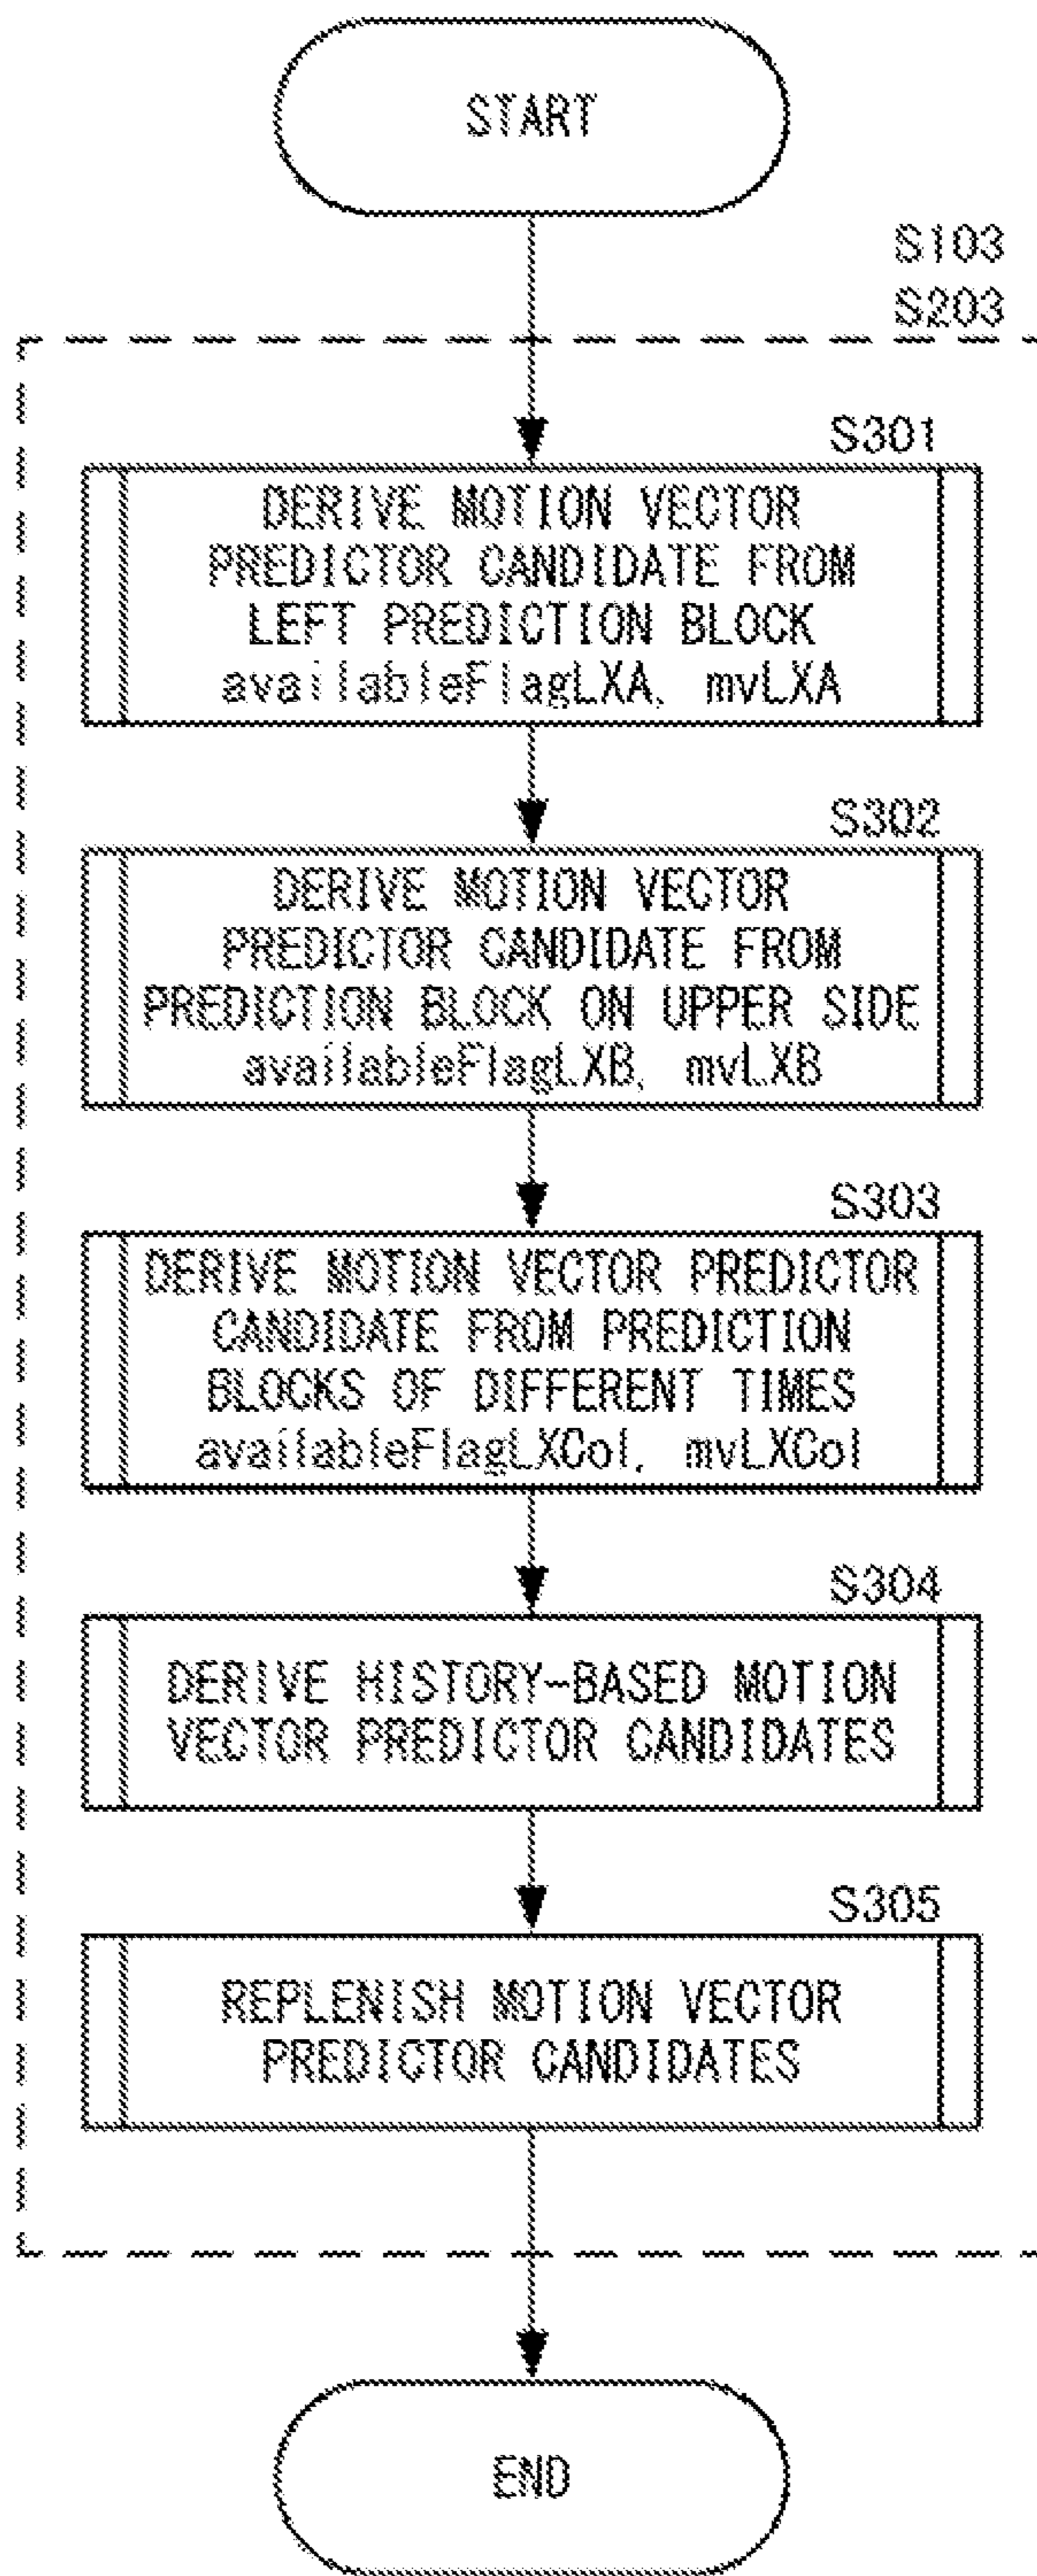 START
S103
S203
S301
DERIVE MOTION VECTOR
PREDICTOR CANDIDATE FROM
LEFT PREDICTION BLOCK
availableFlagLXA, mvLXA
S302
DERIVE MOTION VECTOR
PREDICTOR CANDIDATE FROM
PREDICTION BLOCK ON UPPER SIDE
availableFlagLXB, mvLXB
S303
DERIVE MOTION VECTOR PREDICTOR
CANDIDATE FROM PREDICTION
BLOCKS OF DIFFERENT TIMES
availableFlagLXCol, mvLXCol
S304
DERIVE HISTORY-BASED MOTION
VECTOR PREDICTOR CANDIDATES
S305
REPLENISH MOTION VECTOR
PREDICTOR CANDIDATES
END